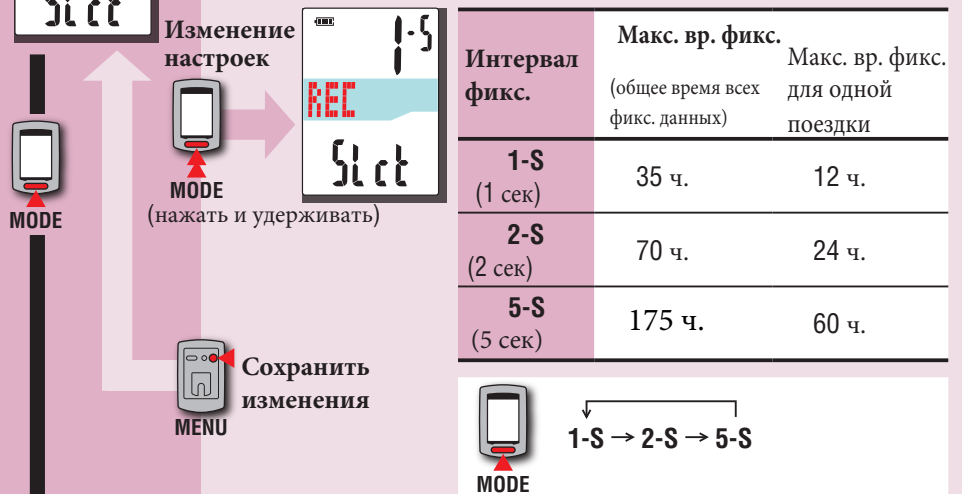 Slct
Изменение
настроек
MODE
MODE
(нажать и удерживать)
1-S
REC
Slct
Сохранить
изменения
MENU
Интервал
фикс.
Макс. вр. фикс.
(общее время всех
фикс. данных)
Макс. вр. фикс.
для одной
поездки
1-S
(1 сек)
35 ч.
12 ч.
2-S
(2 сек)
70 ч.
24 ч.
5-S
(5 сек)
175 ч.
60 ч.
MODE
1-S → 2-S → 5-S